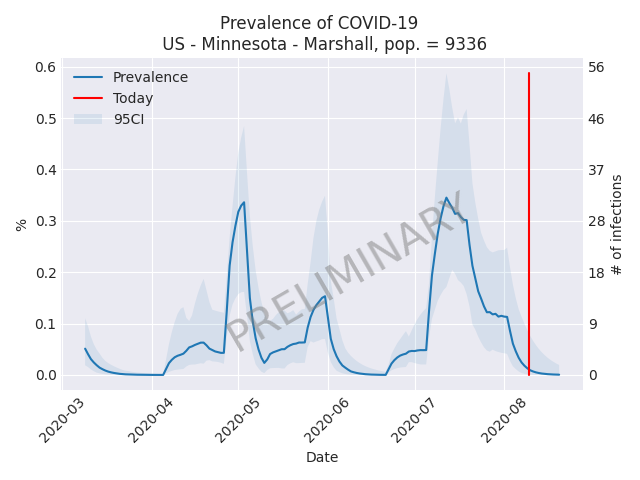 Prevalence of COVID-19
US - Minnesota - Marshall, pop. = 9336
Prevalence
Today
95CI
PRELIMINARY
%
0.6
0.5
0.4
0.3
0.2
0.1
0.0
56
46
37
28
18
9
0
# of infections
2020-03
2020-04
2020-05
2020-06
2020-07
2020-08
Date